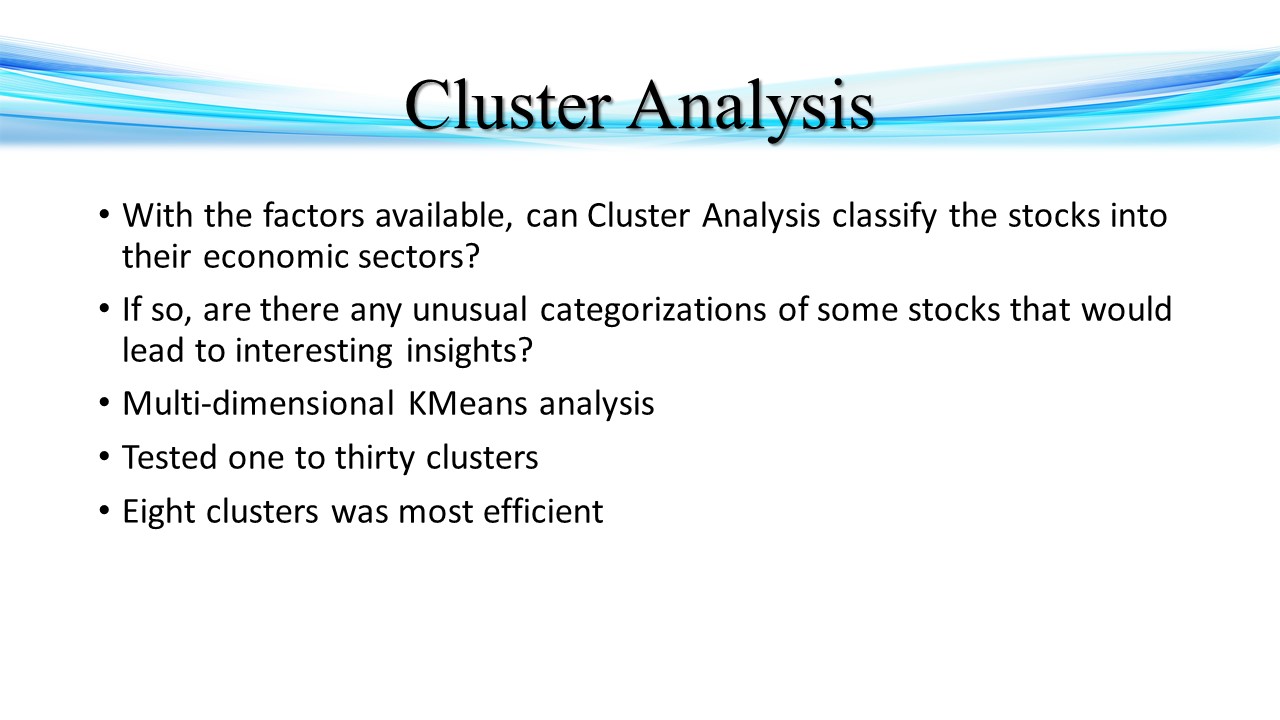 Cluster Analysis
• With the factors available, can Cluster Analysis classify the stocks into
their economic sectors?
• If so, are there any unusual categorizations of some stocks that would
lead to interesting insights?
• Multi-dimensional KMeans analysis
• Tested one to thirty clusters
• Eight clusters was most efficient